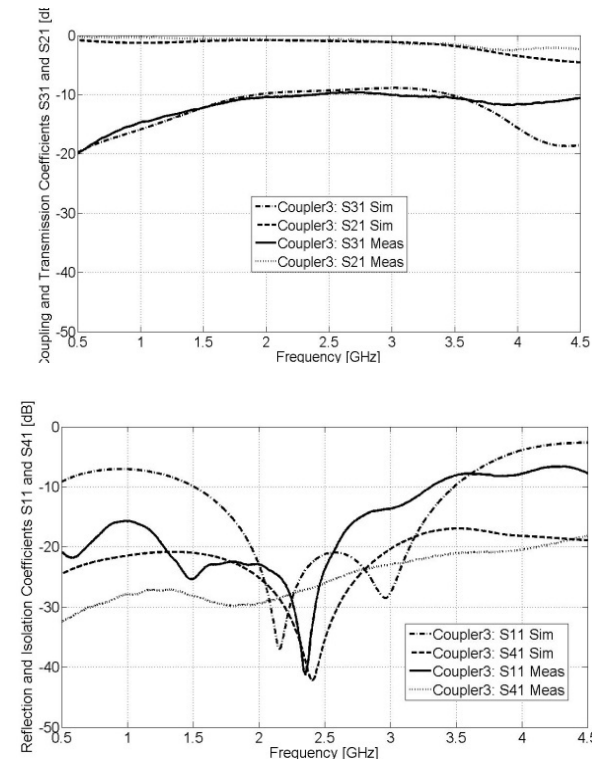 Coupling and Transmission Coefficients S31 and S21 [dB]
0
-10
-20
-30
-40
-50
Coupler3: S31 Sim
Coupler3: S21 Sim
Coupler3: S31 Meas
Coupler3: S21 Meas
0.5 1 1.5 2 2.5 3 3.5 4 4.5
Frequency [GHz]
Reflection and Isolation Coefficients S11 and S41 [dB]
0
-10
-20
-30
-40
-50
Coupler3: S11 Sim
Coupler3: S41 Sim
Coupler3: S11 Meas
Coupler3: S41 Meas
0.5 1 1.5 2 2.5 3 3.5 4 4.5
Frequency [GHz]